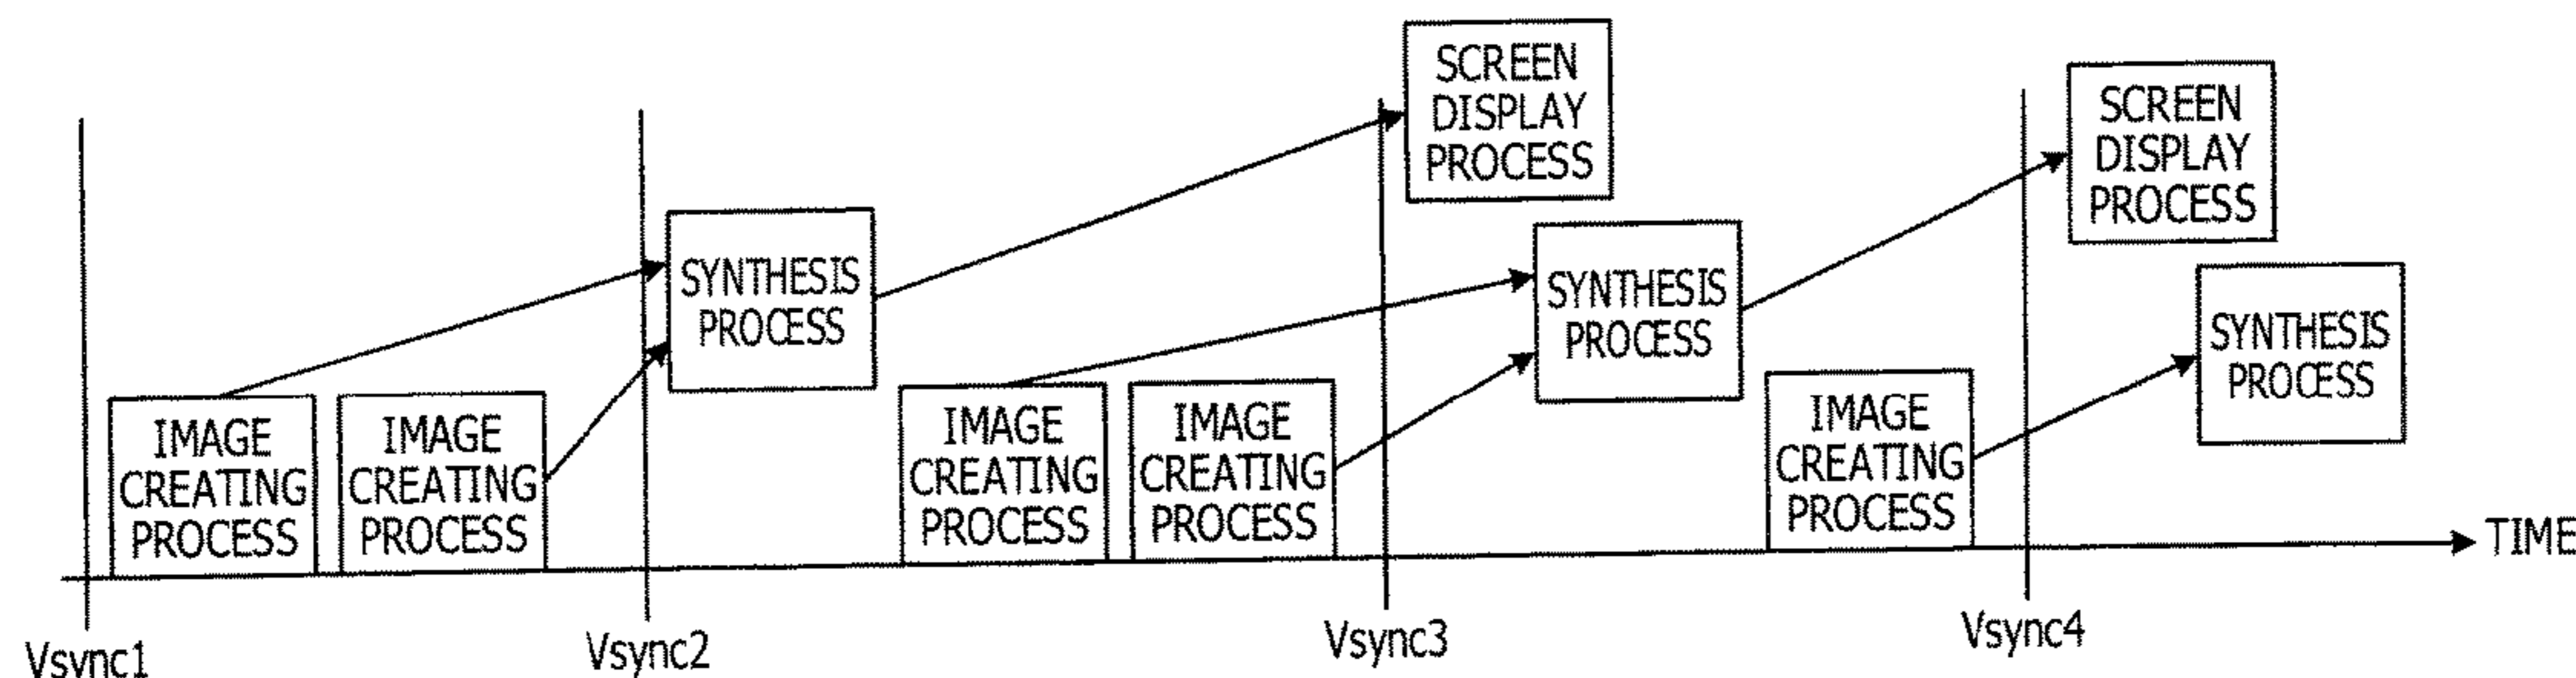 SCREEN
DISPLAY
PROCESS
SCREEN
DISPLAY
PROCESS
SYNTHESIS
PROCESS
SYNTHESIS
PROCESS
SYNTHESIS
PROCESS
IMAGE
CREATING
PROCESS
IMAGE
CREATING
PROCESS
IMAGE
CREATING
PROCESS
IMAGE
CREATING
PROCESS
IMAGE
CREATING
PROCESS
TIME
Vsync1
Vsync2
Vsync3
Vsync4